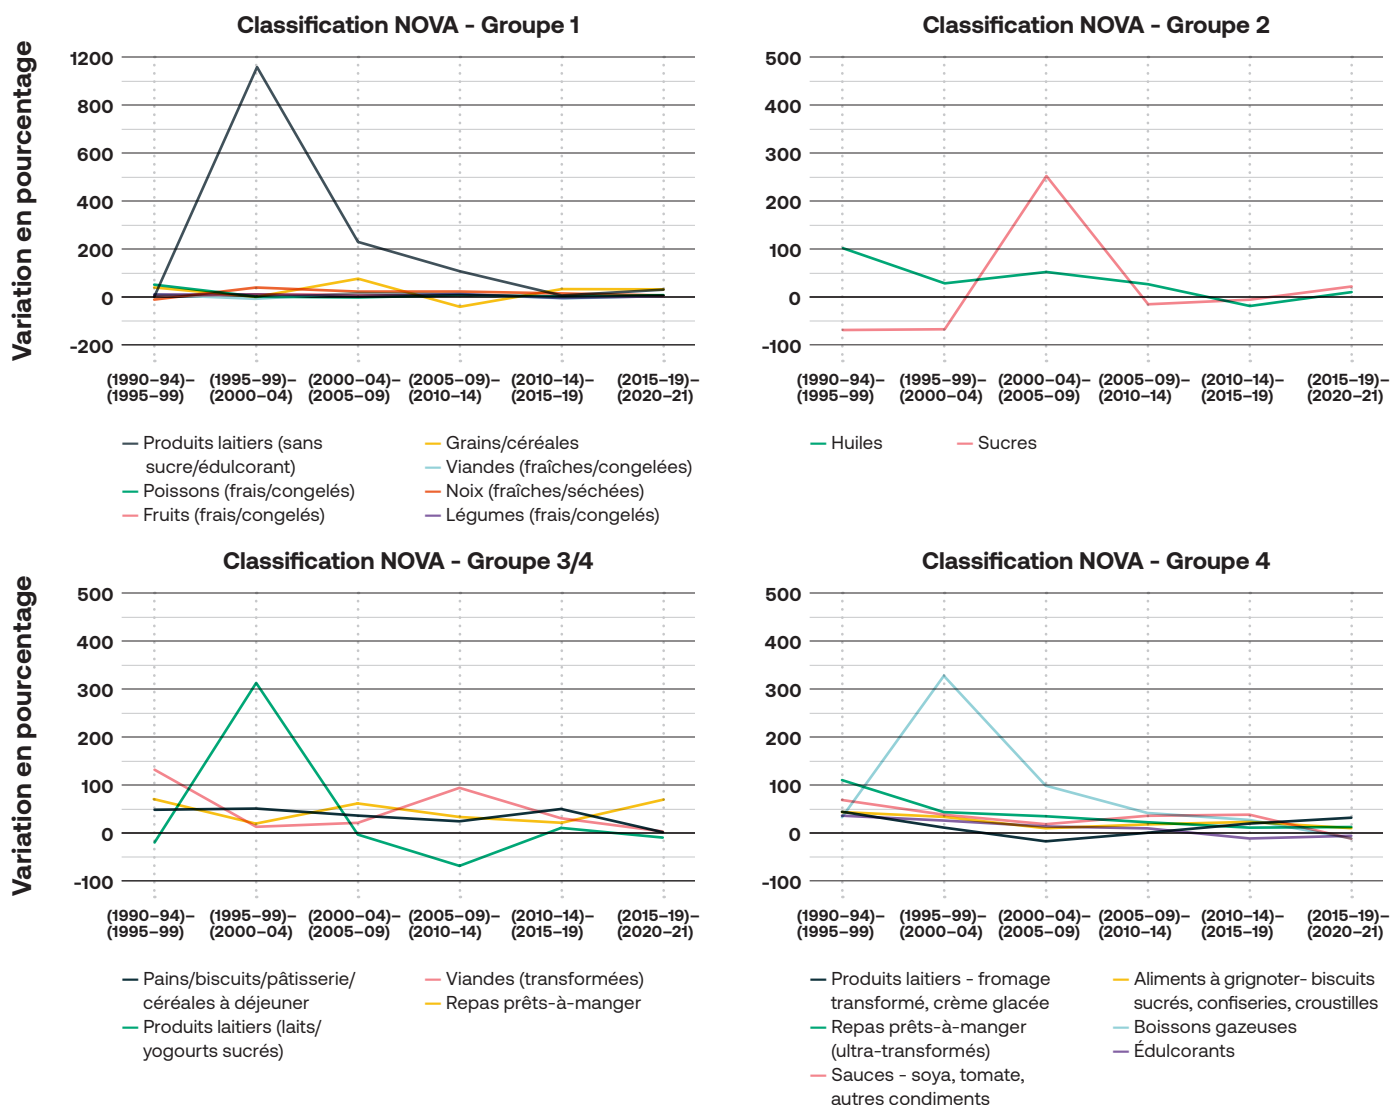 Classification NOVA - Groupe 1
Variation en pourcentage
1200
800
600
400
200
0
-200
(1990–94)– (1995–99)– (2000–04)– (2005–09)– (2010–14)– (2015–19)–
(1995–99) (2000–04) (2005–09) (2010–14) (2015–19) (2020–21)
Produits laitiers (sans
sucre/édulcorant)
Poissons (frais/congelés)
Fruits (frais/congelés)
Grains/céréales
Viandes (fraîches/congelées)
Noix (fraîches/séchées)
Légumes (frais/congelés)
Classification NOVA - Groupe 2
500
400
300
200
100
0
-100
(1990–94)– (1995–99)– (2000–04)– (2005–09)– (2010–14)– (2015–19)–
(1995–99) (2000–04) (2005–09) (2010–14) (2015–19) (2020–21)
Huiles
Sucres
Classification NOVA - Groupe 3/4
Variation en pourcentage
500
400
300
200
100
0
-100
(1990–94)– (1995–99)– (2000–04)– (2005–09)– (2010–14)– (2015–19)–
(1995–99) (2000–04) (2005–09) (2010–14) (2015–19) (2020–21)
Pains/biscuits/pâtisserie/
céréales à déjeuner
Produits laitiers (laits/
yogourts sucrés)
Viandes (transformées)
Repas prêts-à-manger
Classification NOVA - Groupe 4
500
400
300
200
100
0
-100
(1990–94)– (1995–99)– (2000–04)– (2005–09)– (2010–14)– (2015–19)–
(1995–99) (2000–04) (2005–09) (2010–14) (2015–19) (2020–21)
Produits laitiers - fromage
transformé, crème glacée
Repas prêts-à-manger
(ultra-transformés)
Sauces - soya, tomate,
autres condiments
Aliments à grignoter- biscuits
sucrés, confiseries, croustilles
Boissons gazeuses
Édulcorants